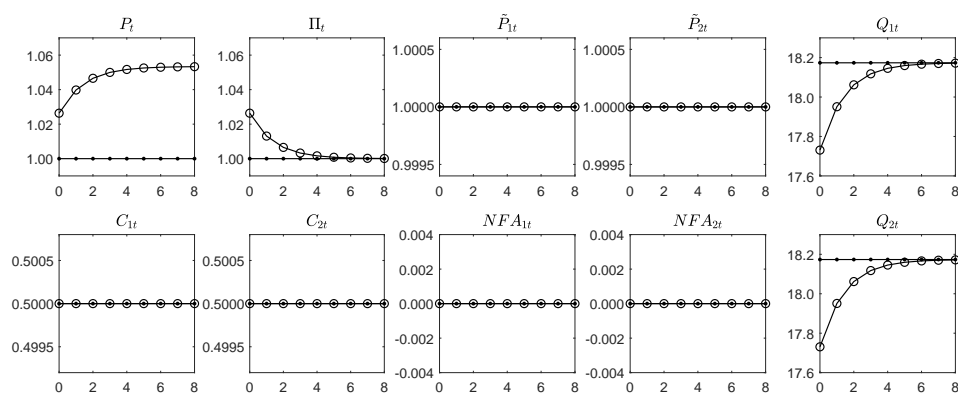 P_t Π_t P̃_1t P̃_2t Q_1t
1.06 1.06 1.0005 1.0005 18.2
1.04 1.04 18.0
1.02 1.02 1.0000 1.0000 17.8
1.00 1.00 0.9995 0.9995 17.6
0 2 4 6 8 0 2 4 6 8 0 2 4 6 8 0 2 4 6 8 0 2 4 6 8
C_1t C_2t NFA_1t NFA_2t Q_2t
0.5005 0.5005 0.004 0.004 18.2
0.002 0.002 18.0
0.5000 0.5000 0.000 0.000
0.4995 0.4995 -0.002 -0.002 17.8
-0.004 -0.004 17.6
0 2 4 6 8 0 2 4 6 8 0 2 4 6 8 0 2 4 6 8 0 2 4 6 8